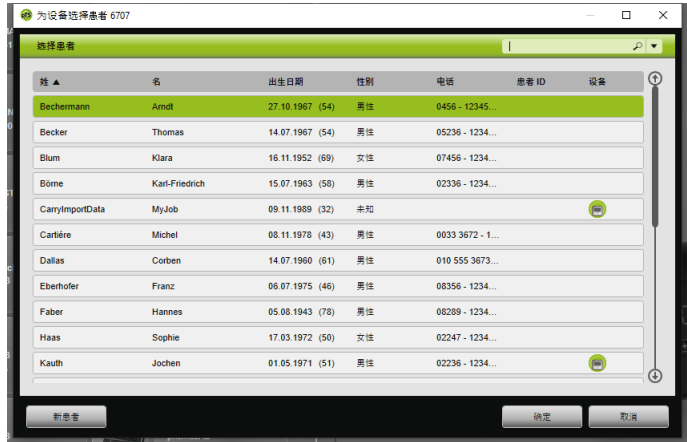 为设备选择患者 6707
选择患者
姓 名 出生日期 性别 电话 患者 ID 设备
Bechermann Arndt 27.10.1967 (54) 男性 0456 - 12345...
Becker Thomas 14.07.1967 (54) 男性 05236 - 1234...
Blum Klara 16.11.1952 (69) 女性 07456 - 1234...
Börne Karl-Friedrich 15.07.1963 (58) 男性 02336 - 1234...
CarryImportData MyJob 09.11.1989 (32) 未知
Cartiére Michel 08.11.1978 (43) 男性 0033 3672 - 1...
Dallas Corben 14.07.1960 (61) 男性 010 555 3673...
Eberhofer Franz 06.07.1975 (46) 男性 08356 - 1234...
Faber Hannes 05.08.1943 (78) 男性 08289 - 1234...
Haas Sophie 17.03.1972 (50) 女性 02247 - 1234...
Kauth Jochen 01.05.1971 (51) 男性 02236 - 1234...
新患者 确定 取消